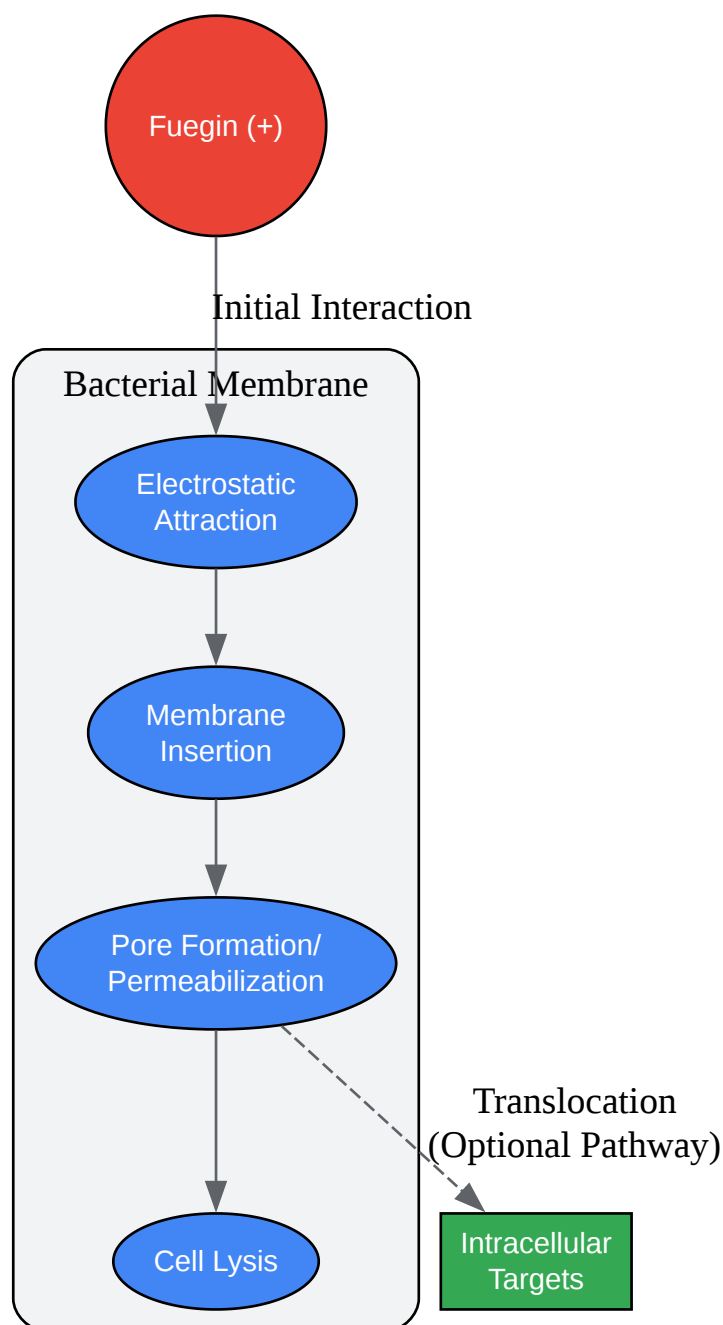 Fuegin (+)
Initial Interaction
Bacterial Membrane
Electrostatic
Attraction
Membrane
Insertion
Pore Formation/
Permeabilization
Translocation
(Optional Pathway)
Cell Lysis
Intracellular
Targets